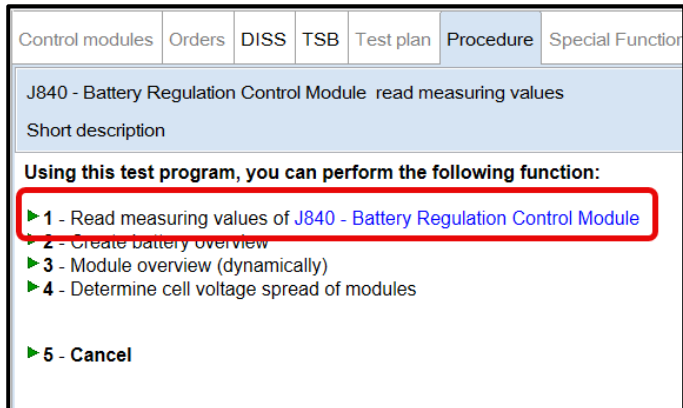 Control modules Orders DISS TSB Test plan Procedure Special Function
J840 - Battery Regulation Control Module read measuring values
Short description
Using this test program, you can perform the following function:
1 - Read measuring values of J840 - Battery Regulation Control Module
2 - Create battery overview
3 - Module overview (dynamically)
4 - Determine cell voltage spread of modules
5 - Cancel